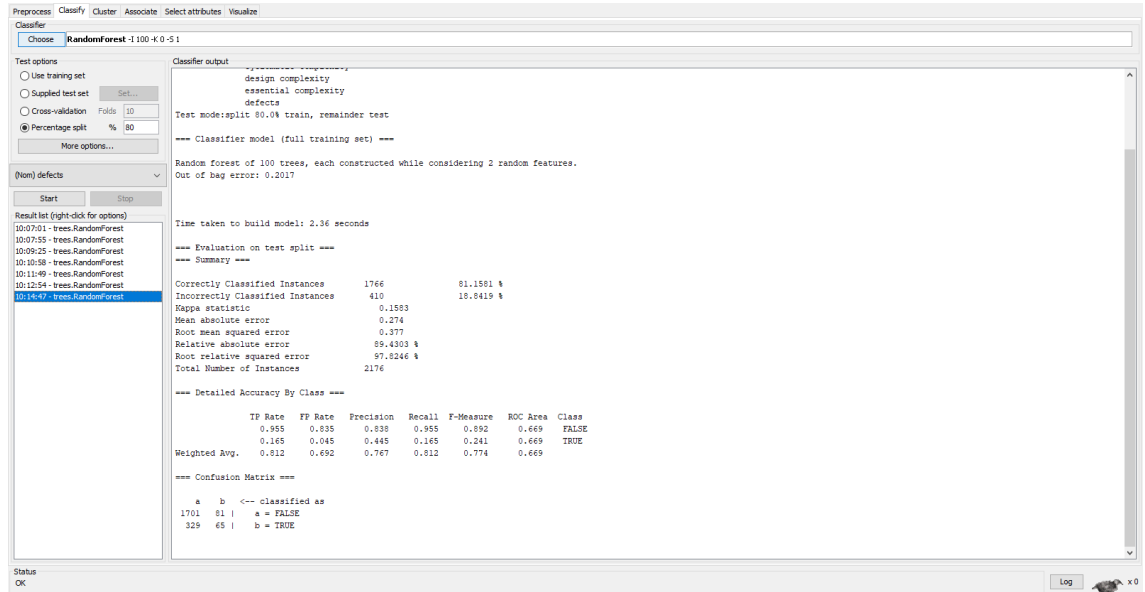 Preprocess Classify Cluster Associate Select attributes Visualize
Classifier
Choose RandomForest -I 100 -K 0 -S 1
Test options
Use training set
Supplied test set Set...
Cross-validation Folds 10
Percentage split % 80
More options...
(Nom) defects
Start Stop
Result list (right-click for options)
10:07:01 - trees.RandomForest
10:07:55 - trees.RandomForest
10:09:25 - trees.RandomForest
10:10:58 - trees.RandomForest
10:11:49 - trees.RandomForest
10:12:54 - trees.RandomForest
10:14:47 - trees.RandomForest
Classifier output
design complexity
essential complexity
defects
Test mode:split 80.0% train, remainder test
=== Classifier model (full training set) ===
Random forest of 100 trees, each constructed while considering 2 random features.
Out of bag error: 0.2017
Time taken to build model: 2.36 seconds
=== Evaluation on test split ===
=== Summary ===
Correctly Classified Instances 1766 81.1581 %
Incorrectly Classified Instances 410 18.8419 %
Kappa statistic 0.1583
Mean absolute error 0.274
Root mean squared error 0.377
Relative absolute error 89.4303 %
Root relative squared error 97.8246 %
Total Number of Instances 2176
=== Detailed Accuracy By Class ===
TP Rate FP Rate Precision Recall F-Measure ROC Area Class
0.955 0.835 0.838 0.955 0.892 0.669 FALSE
0.165 0.045 0.445 0.165 0.241 0.669 TRUE
Weighted Avg. 0.812 0.692 0.767 0.812 0.774 0.669
=== Confusion Matrix ===
a b <-- classified as
1701 81 | a = FALSE
329 65 | b = TRUE
Status
OK
Log x 0